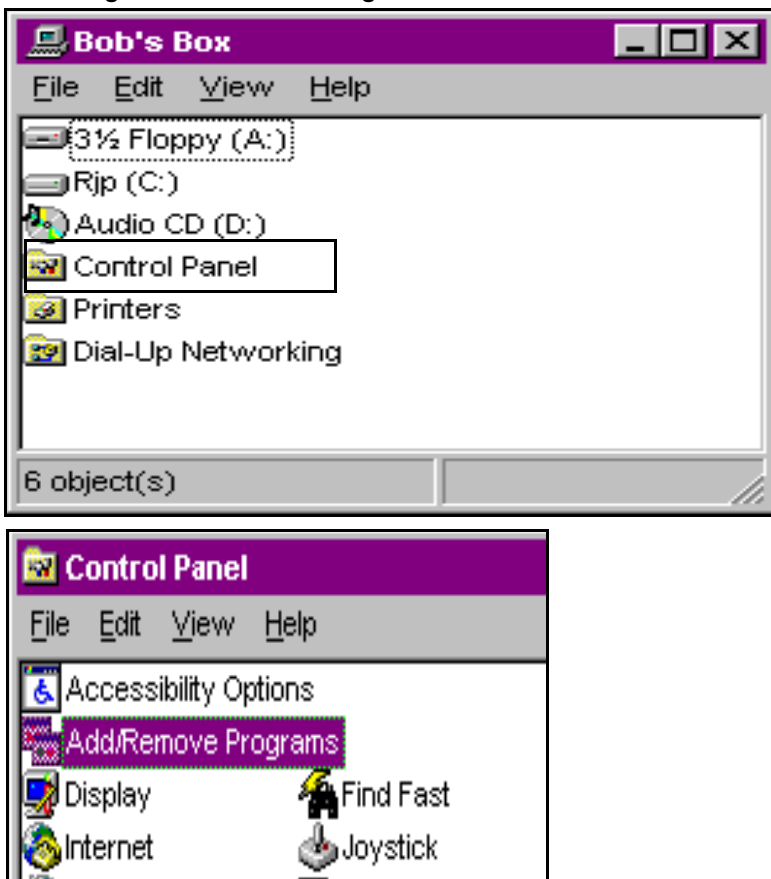 Bob's Box
File Edit View Help
3½ Floppy (A:)
Rjp (C:)
Audio CD (D:)
Control Panel
Printers
Dial-Up Networking
6 object(s)
Control Panel
File Edit View Help
Accessibility Options
Add/Remove Programs
Display Find Fast
Internet Joystick